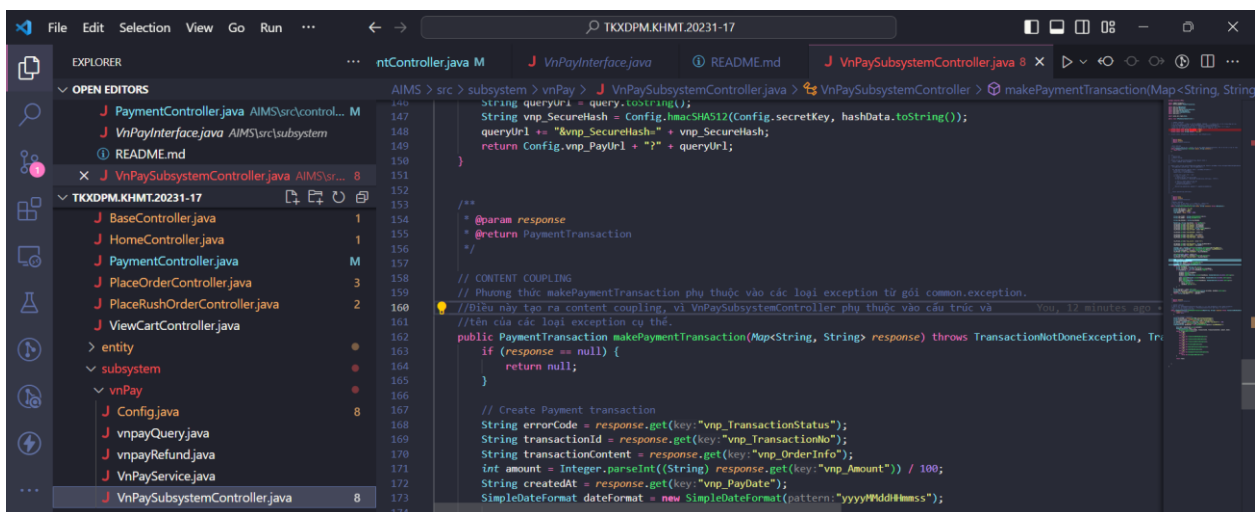 File Edit Selection View Go Run ... TKXDPM.KHMT.20231-17
EXPLORER ...
OPEN EDITORS
J PaymentController.java AIMS\src\control... M
J VnPayInterface.java AIMS\src\subsystem
README.md
J VnPaySubsystemController.java AIMS\sr... 8
TKXDPM.KHMT.20231-17
J BaseController.java 1
J HomeController.java 1
J PaymentController.java M
J PlaceOrderController.java 3
J PlaceRushOrderController.java 2
J ViewCartController.java
entity
subsystem
vnPay
J Config.java 8
J vnpayQuery.java
J vnpayRefund.java
J VnPayService.java
J VnPaySubsystemController.java 8
1
ntController.java M J VnPayInterface.java README.md J VnPaySubsystemController.java 8
AIMS > src > subsystem > vnPay > J VnPaySubsystemController.java > VnPaySubsystemController > makePaymentTransaction(Map<String, String
146 String queryUrl = query.toString();
147 String vnp_SecureHash = Config.hmacSHA512(Config.secretKey, hashData.toString());
148 queryUrl += "&vnp_SecureHash=" + vnp_SecureHash;
149 return Config.vnp_PayUrl + "?" + queryUrl;
150 }
151
152
153 /**
154 * @param response
155 * @return PaymentTransaction
156 */
157
158 // CONTENT COUPLING
159 // Phương thức makePaymentTransaction phụ thuộc vào các loại exception từ gói common.exception.
160 //Điều này tạo ra content coupling, vì VnPaySubsystemController phụ thuộc vào cấu trúc và You, 12 minutes ago •
161 //tên của các loại exception cụ thể.
162 public PaymentTransaction makePaymentTransaction(Map<String, String> response) throws TransactionNotDoneException, Tra
163 if (response == null) {
164 return null;
165 }
166
167 // Create Payment transaction
168 String errorCode = response.get(key:"vnp_TransactionStatus");
169 String transactionId = response.get(key:"vnp_TransactionNo");
170 String transactionContent = response.get(key:"vnp_OrderInfo");
171 int amount = Integer.parseInt((String) response.get(key:"vnp_Amount")) / 100;
172 String createdAt = response.get(key:"vnp_PayDate");
173 SimpleDateFormat dateFormat = new SimpleDateFormat(pattern:"yyyyMMddHHmmss");